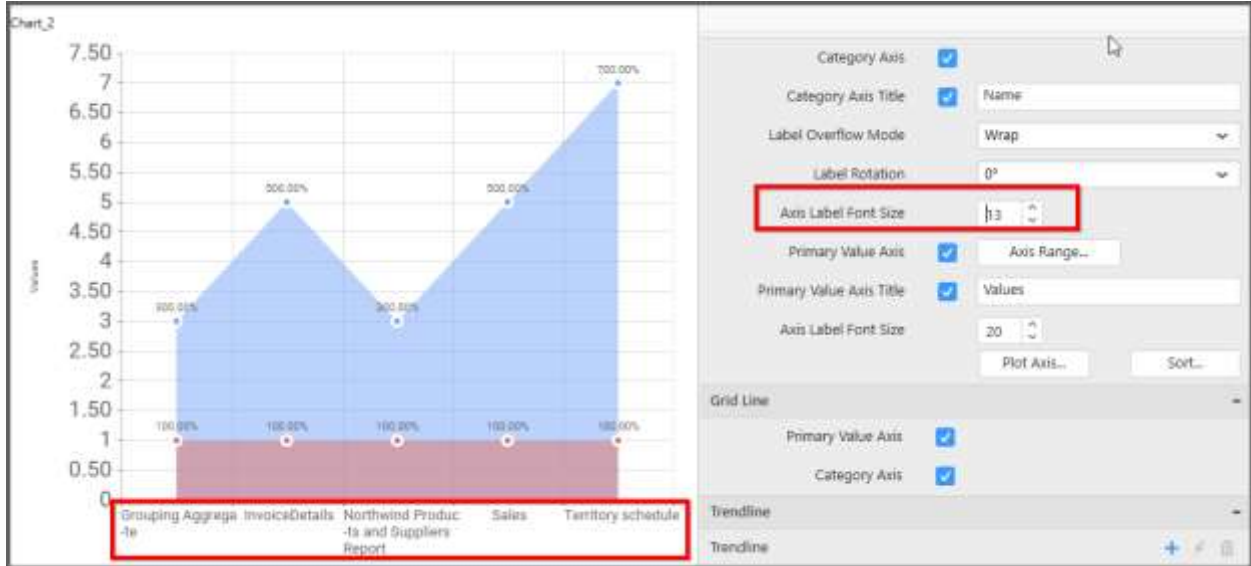 Chart_2
7.50
7
6.50
6
5.50
5
4.50
4
3.50
3
2.50
2
1.50
1
0.50
0
Values
700.00%
500.00%
500.00%
300.00%
300.00%
100.00%
100.00%
100.00%
100.00%
100.00%
Grouping Aggrega
-te
InvoiceDetails
Northwind Produc
-ts and Suppliers
Report
Sales
Territory schedule
Category Axis
Category Axis Title
Name
Label Overflow Mode
Wrap
Label Rotation
0°
Axis Label Font Size
13
Primary Value Axis
Axis Range...
Primary Value Axis Title
Values
Axis Label Font Size
20
Plot Axis...
Sort...
Grid Line
Primary Value Axis
Category Axis
Trendline
Trendline